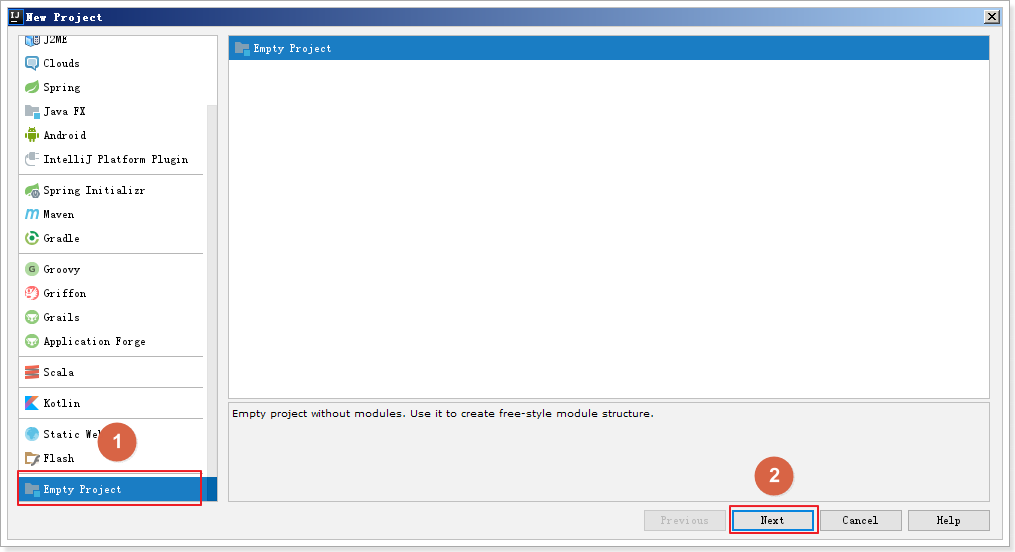 New Project
J2ME
Clouds
Spring
Java FX
Android
IntelliJ Platform Plugin
Spring Initializr
Maven
Gradle
Groovy
Griffon
Grails
Application Forge
Scala
Kotlin
Static We
1
Flash
Empty Project
Empty Project
Empty project without modules. Use it to create free-style module structure.
2
Previous
Next
Cancel
Help